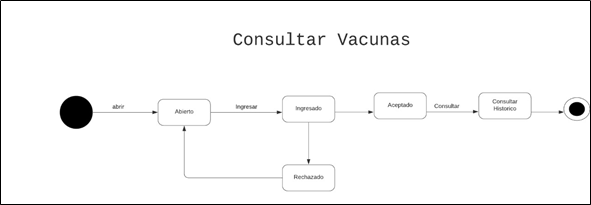 Consultar Vacunas
abrir
Abierto
Ingresar
Ingresado
Aceptado
Consultar
Consultar
Historico
Rechazado